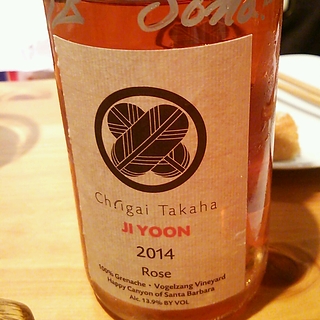 Chigai Takaha
JI YOON
2014
Rose
100% Grenache • Vogelzang Vineyard
Happy Canyon of Santa Barbara
Alc. 13.9% BY VOL